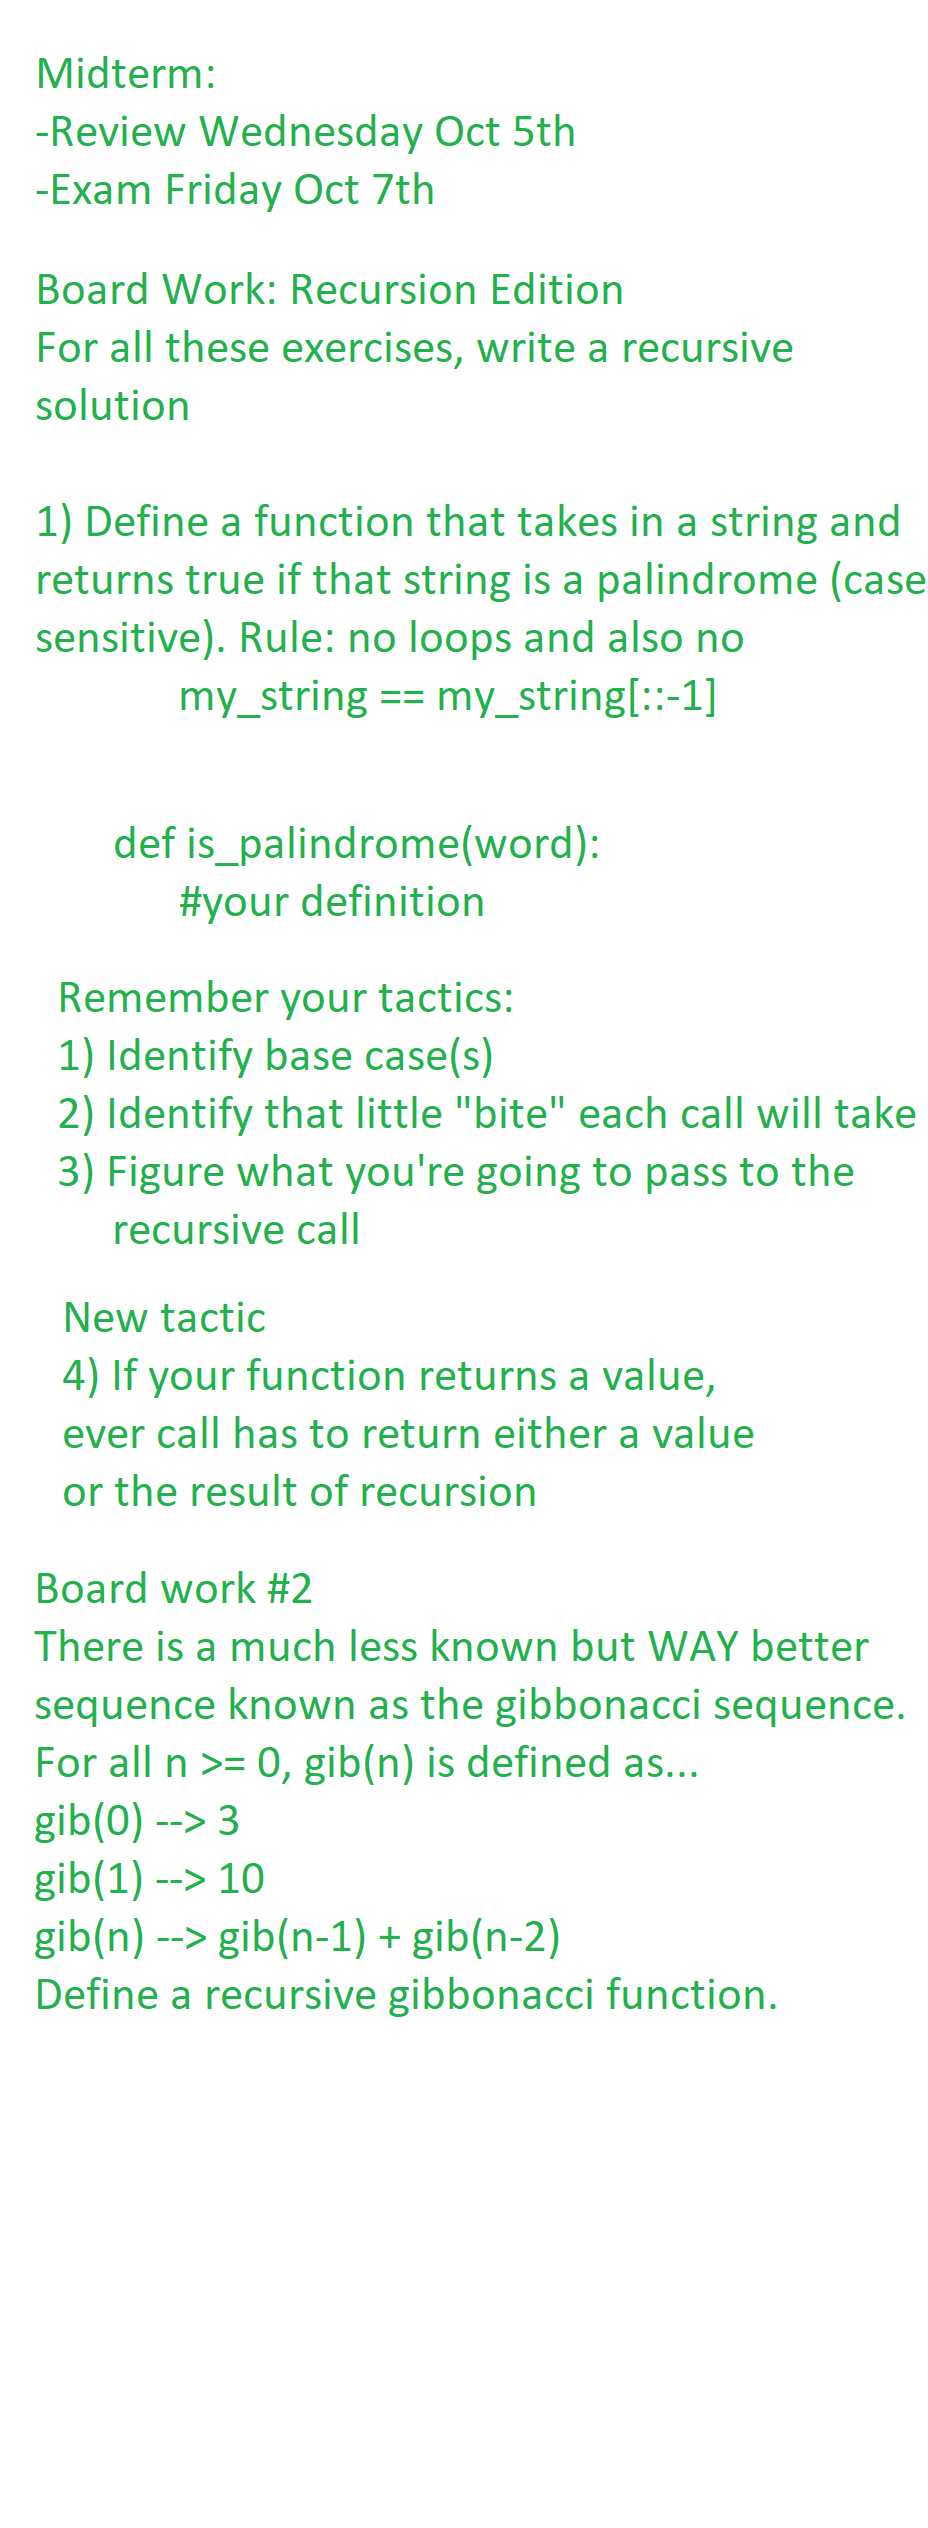 Midterm:
-Review Wednesday Oct 5th
-Exam Friday Oct 7th
Board Work: Recursion Edition
For all these exercises, write a recursive
solution
1) Define a function that takes in a string and
returns true if that string is a palindrome (case
sensitive). Rule: no loops and also no
my_string == my_string[::-1]
def is_palindrome(word):
#your definition
Remember your tactics:
1) Identify base case(s)
2) Identify that little "bite" each call will take
3) Figure what you're going to pass to the
recursive call
New tactic
4) If your function returns a value,
ever call has to return either a value
or the result of recursion
Board work #2
There is a much less known but WAY better
sequence known as the gibbonacci sequence.
For all n >= 0, gib(n) is defined as...
gib(0) --> 3
gib(1) --> 10
gib(n) --> gib(n-1) + gib(n-2)
Define a recursive gibbonacci function.